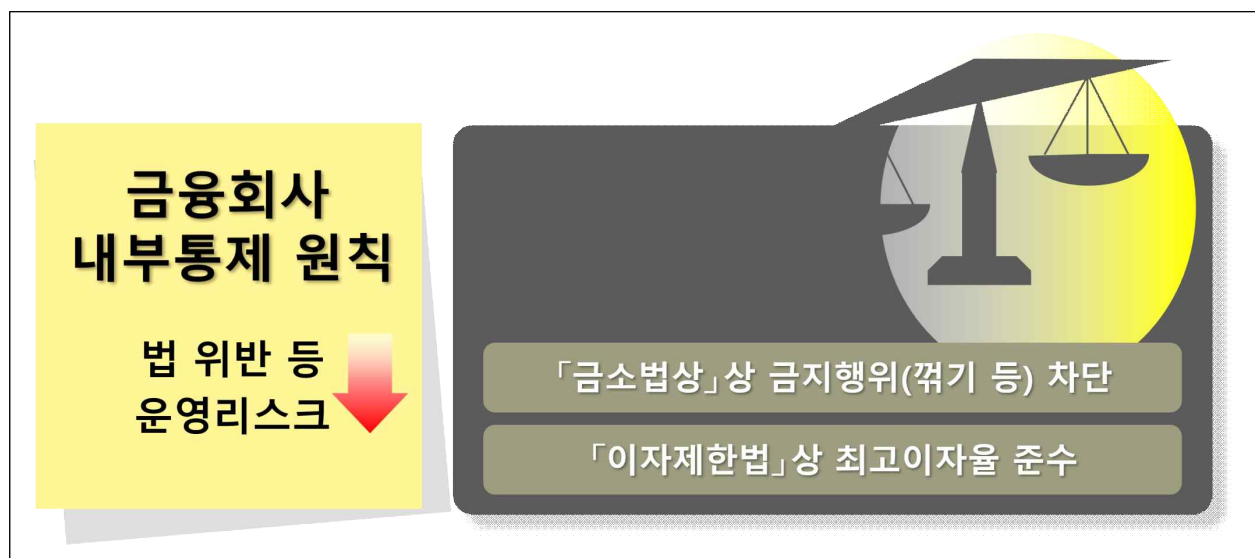 금융회사
내부통제 원칙
법 위반 등
운영리스크
「금소법상」상 금지행위(꺾기 등) 차단
「이자제한법」상 최고이자율 준수